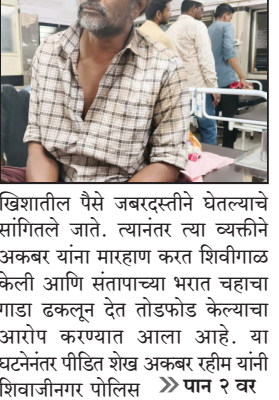 खिशातील पैसे जबरदस्तीने घेतल्याचे
सांगितले जाते. त्यानंतर त्या व्यक्तीने
अकबर यांना मारहाण करत शिवीगाळ
केली आणि संतापाच्या भरात चहाचा
गाडा ढकलून देत तोडफोड केल्याचा
आरोप करण्यात आला आहे. या
घटनेनंतर पीडित शेख अकबर रहीम यांनी
शिवाजीनगर पोलिस >> पान २ वर